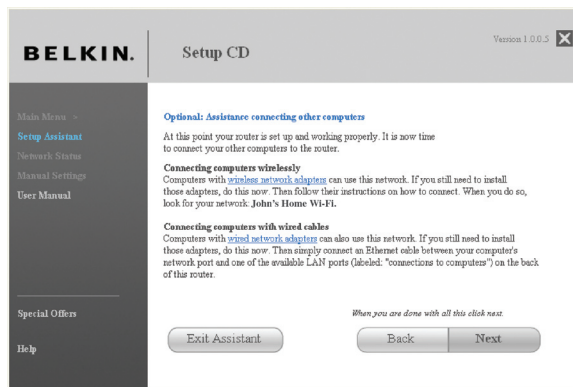 BELKIN.
Setup CD
Version 1.0.0.5
Main Menu >
Setup Assistant
Network Status
Manual Settings
User Manual
Special Offers
Help
Optional: Assistance connecting other computers
At this point your router is set up and working properly. It is now time
to connect your other computers to the router.
Connecting computers wirelessly
Computers with wireless network adapters can use this network. If you still need to install
those adapters, do this now. Then follow their instructions on how to connect. When you do so,
look for your network: John's Home Wi-Fi.
Connecting computers with wired cables
Computers with wired network adapters can also use this network. If you still need to install
those adapters, do this now. Then simply connect an Ethernet cable between your computer's
network port and one of the available LAN ports (labeled: "connections to computers") on the back
of this router.
When you are done with all this click next.
Exit Assistant
Back
Next